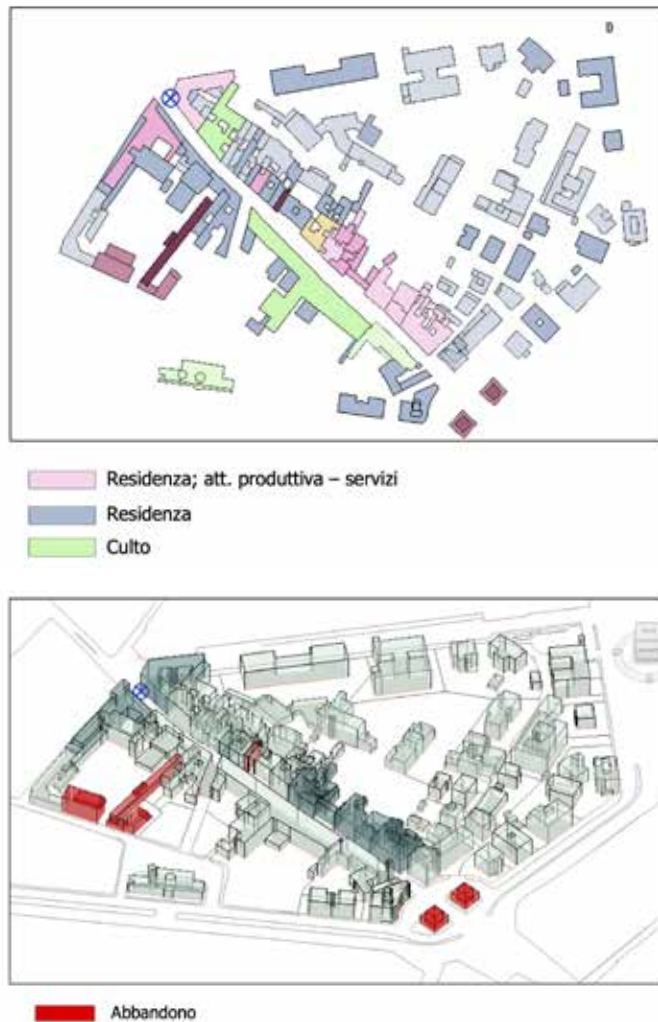 Residenza; att. produttiva – servizi
Residenza
Culto
Abbandono